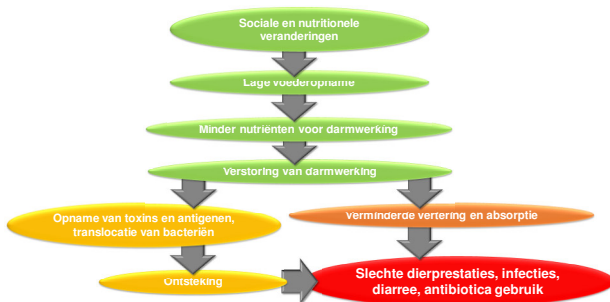 Sociale en nutritionele
veranderingen
Lage voederopname
Minder nutriënten voor darmwerking
Verstoring van darmwerking
Opname van toxins en antigenen,
translocatie van bacteriën
Verminderde vertering en absorptie
Ontsteking
Slechte dierprestaties, infecties,
diarree, antibiotica gebruik